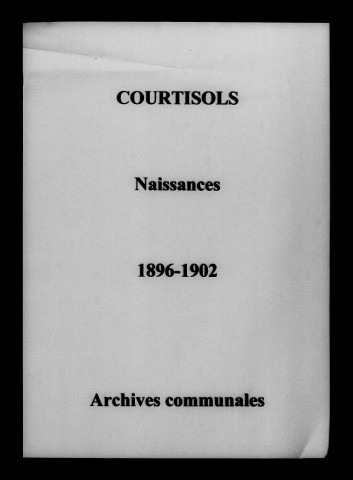 COURTISOLS
Naissances
1896-1902
Archives communales